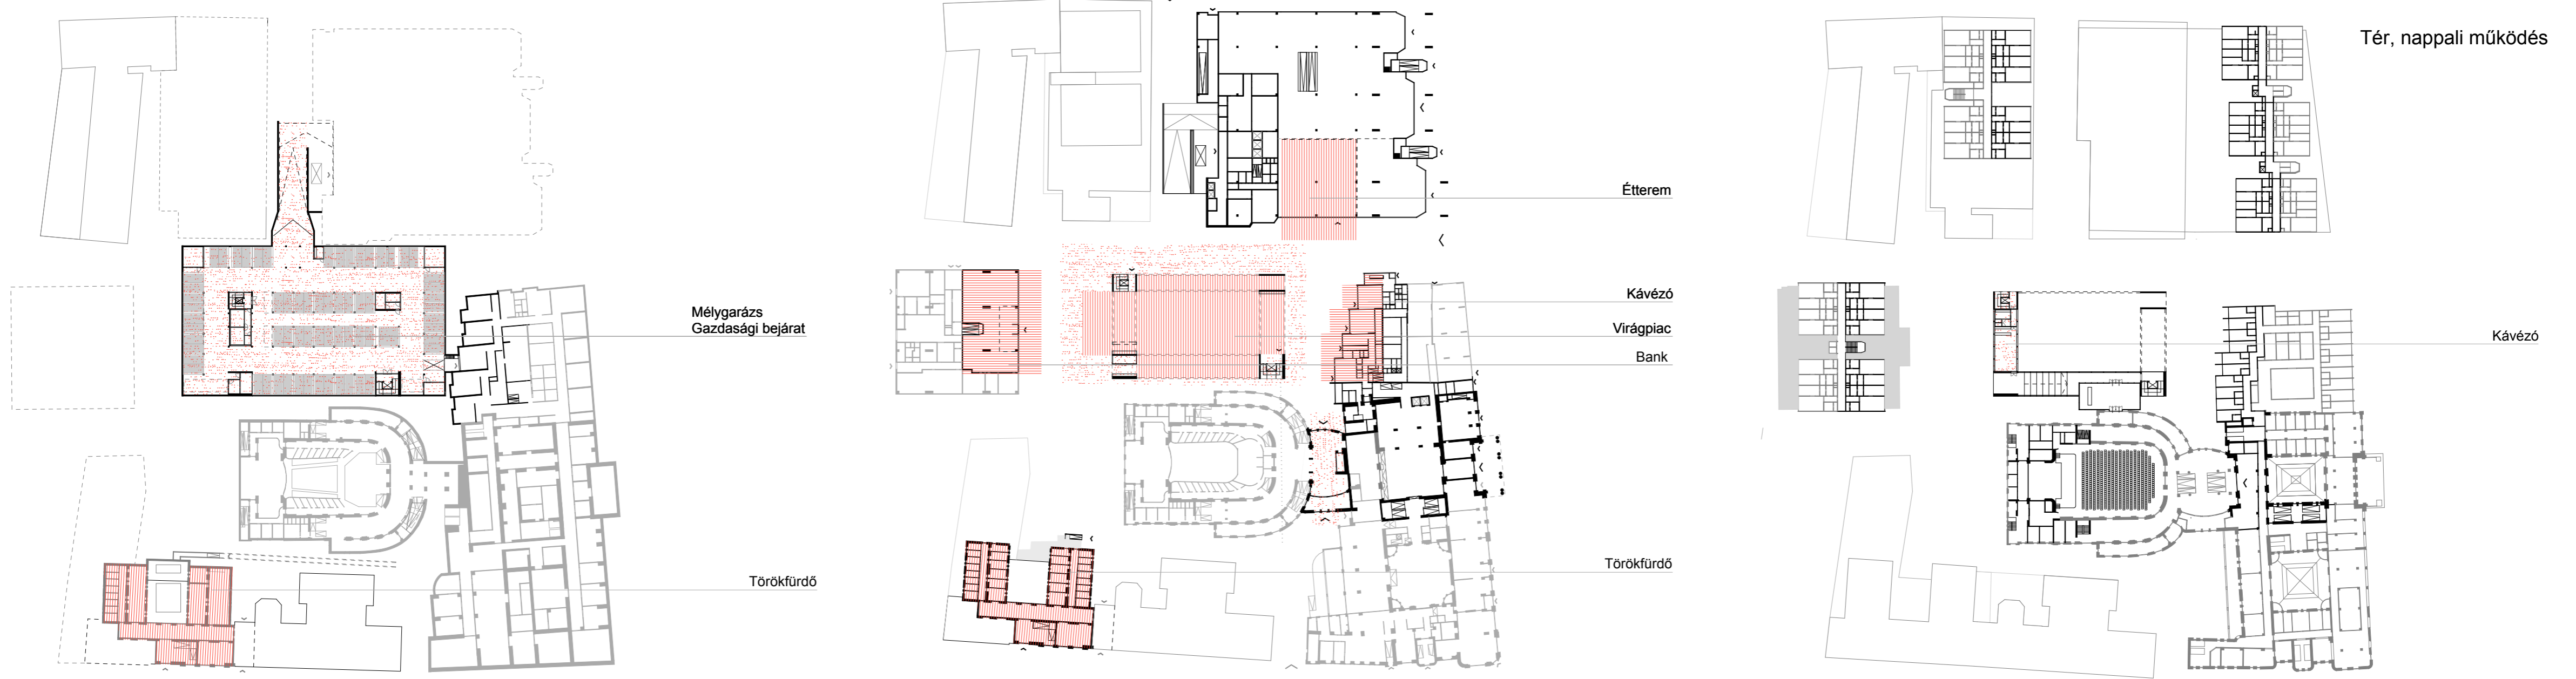 Tér, nappali működés
Mélygarázs
Gazdasági bejárat
Törökfürdő
Étterem
Kávézó
Virágpiac
Bank
Törökfürdő
Kávézó